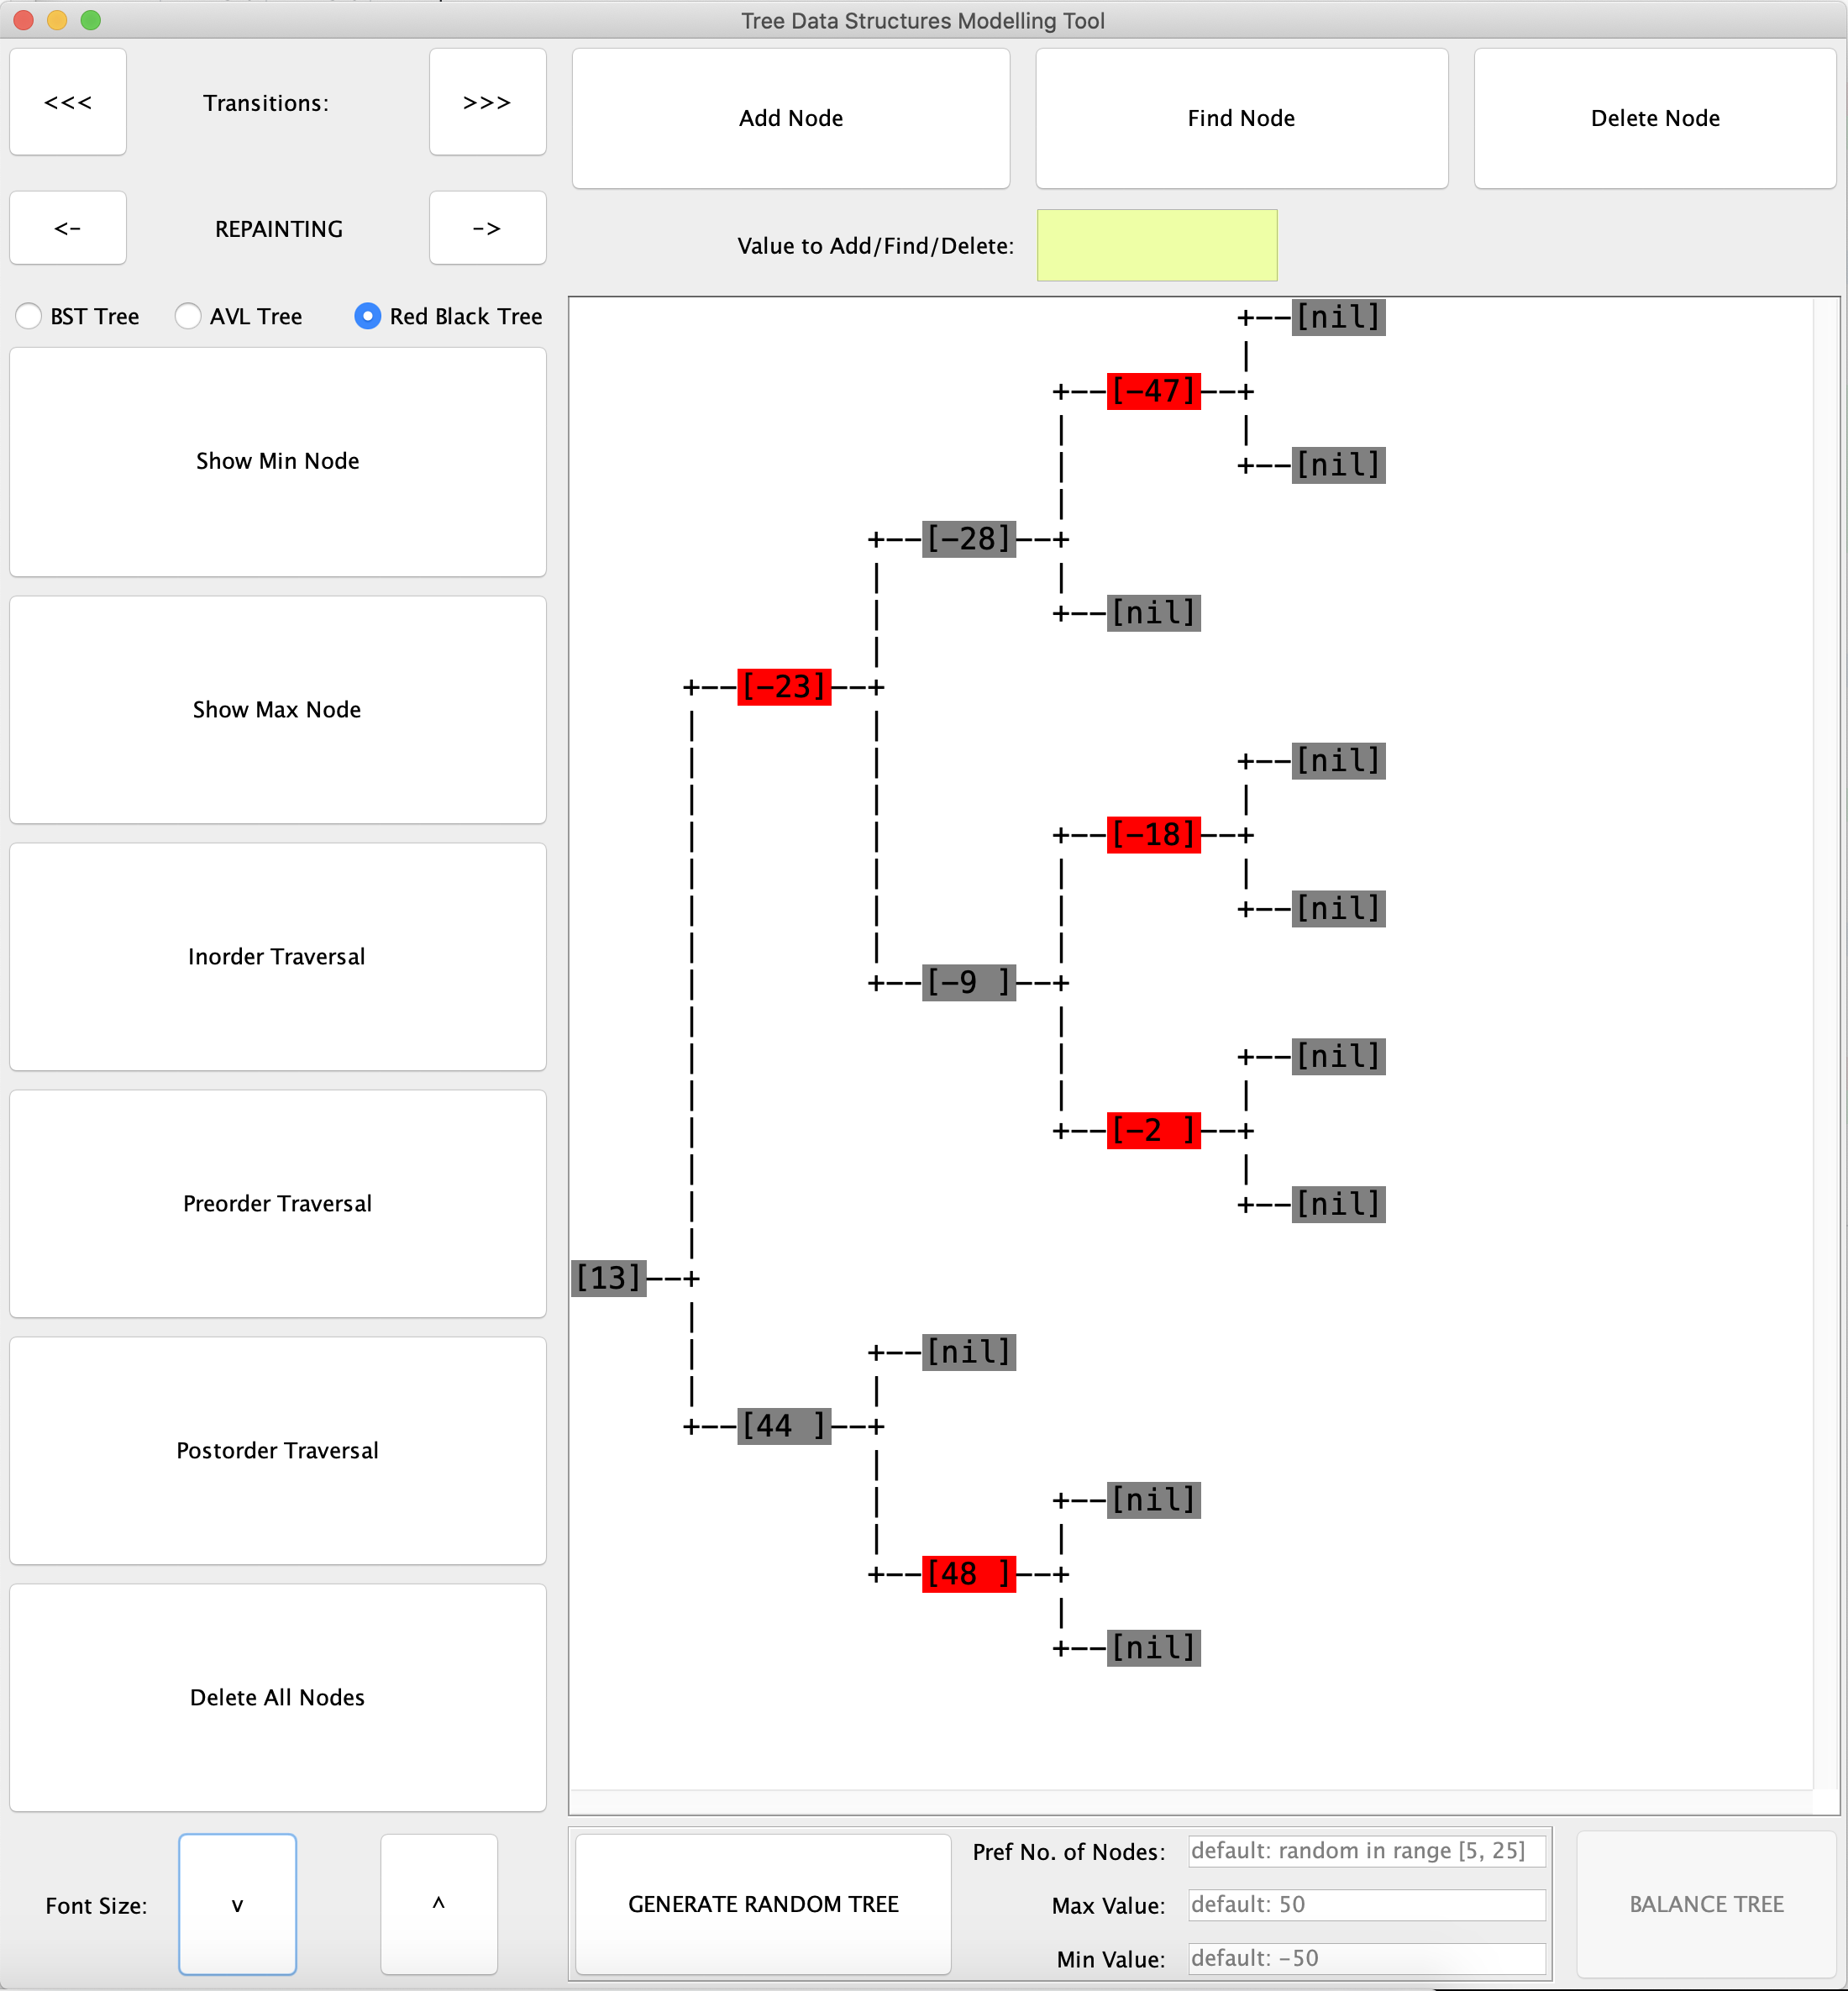 Tree Data Structures Modelling Tool
<<< Transitions: >>>
Add Node Find Node Delete Node
<- REPAINTING ->
Value to Add/Find/Delete:
BST Tree AVL Tree Red Black Tree
Show Min Node
Show Max Node
Inorder Traversal
Preorder Traversal
Postorder Traversal
Delete All Nodes
+--[nil]
|
+--[-47]--+
| |
| +--[nil]
|
+--[-28]--+
| |
| +--[nil]
|
+--[-23]--+
| |
| | +--[nil]
| | |
| | +--[-18]--+
| | | |
| | | +--[nil]
| | |
| +--[-9 ]--+
| |
| | +--[nil]
| | |
| +--[-2 ]--+
| |
| +--[nil]
|
[13]--+
|
| +--[nil]
| |
+--[44 ]--+
|
| +--[nil]
| |
+--[48 ]--+
|
+--[nil]
Font Size: v ^
GENERATE RANDOM TREE
Pref No. of Nodes: default: random in range [5, 25]
Max Value: default: 50
Min Value: default: -50
BALANCE TREE